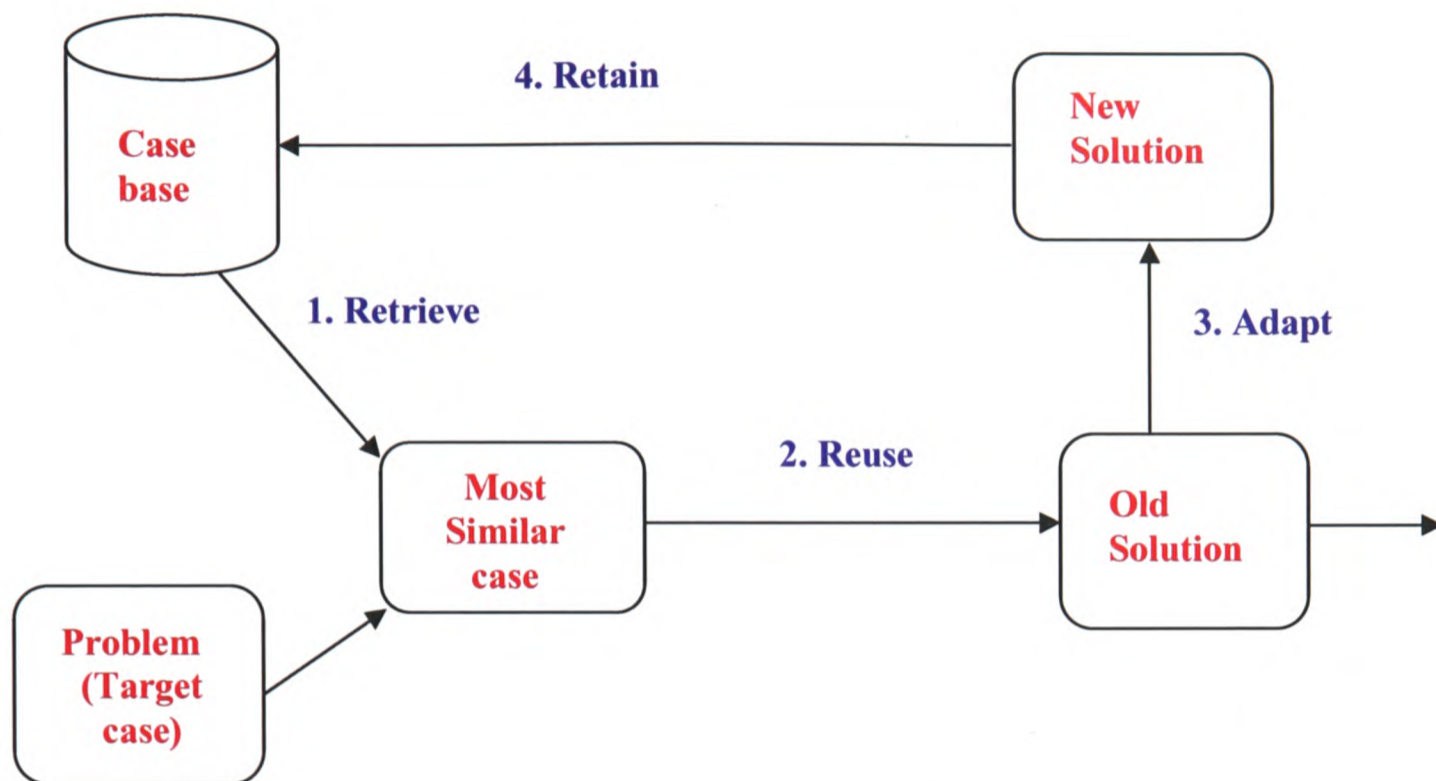 4. Retain
New
Solution
Case
base
1. Retrieve
3. Adapt
2. Reuse
Most
Similar
case
Old
Solution
Problem
(Target
case)